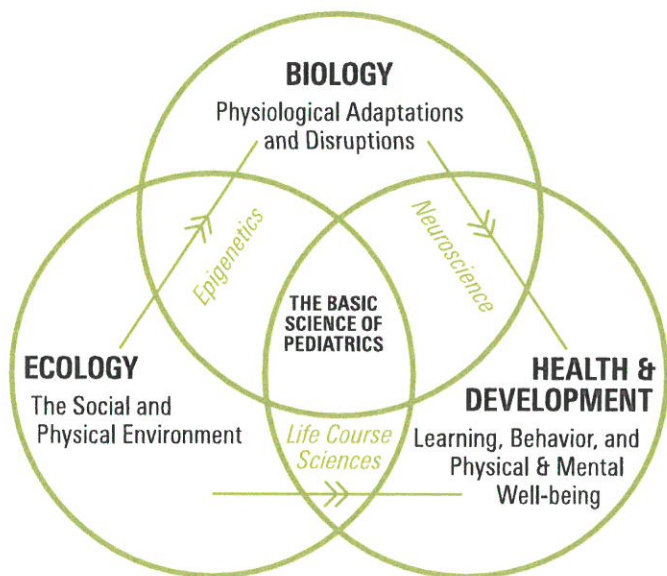 BIOLOGY
Physiological Adaptations
and Disruptions
Epigenetics
Neuroscience
THE BASIC
SCIENCE OF
PEDIATRICS
ECOLOGY
The Social and
Physical Environment
HEALTH &
DEVELOPMENT
Learning, Behavior, and
Physical & Mental
Well-being
Life Course
Sciences